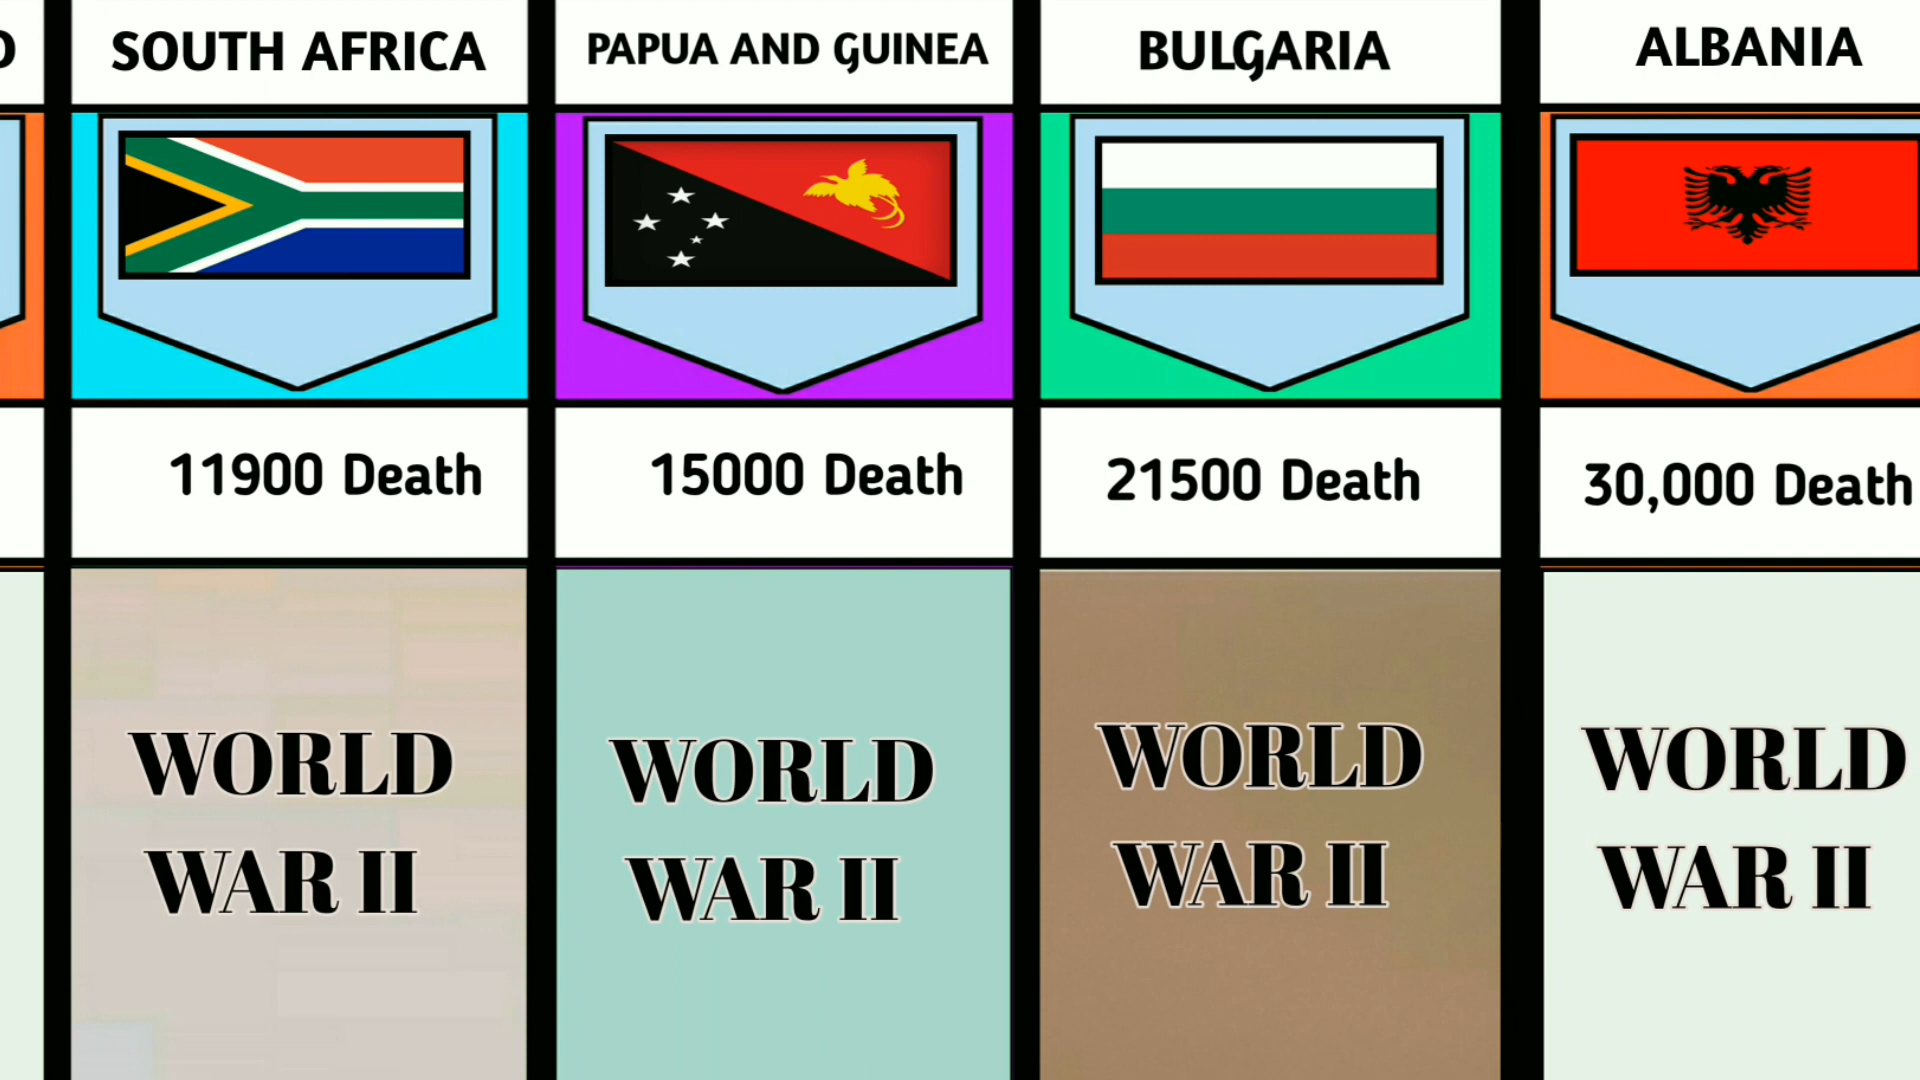 SOUTH AFRICA
PAPUA AND GUINEA
BULGARIA
ALBANIA
11900 Death
15000 Death
21500 Death
30,000 Death
WORLD
WAR II
WORLD
WAR II
WORLD
WAR II
WORLD
WAR II